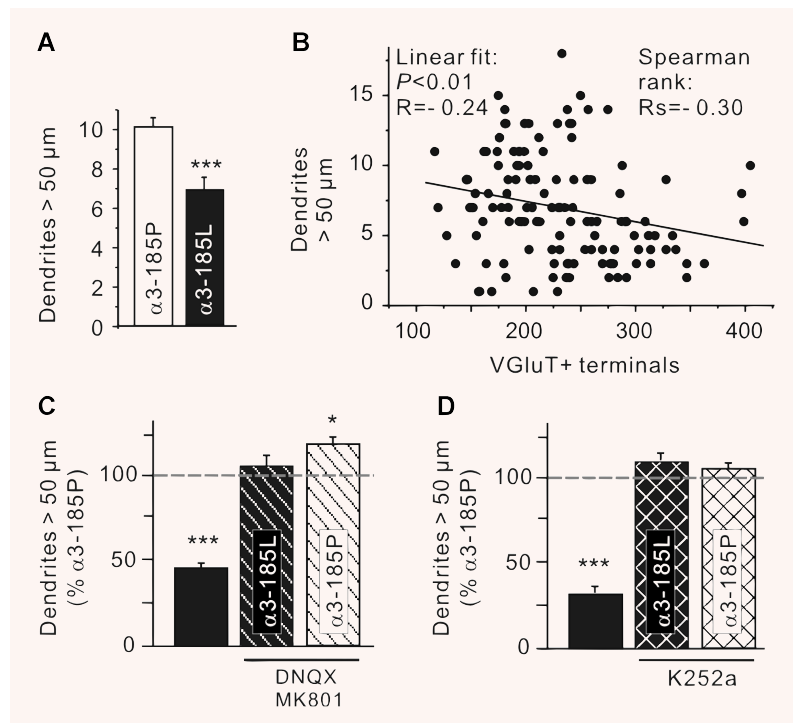 A
Dendrites > 50 µm
10
8
6
4
2
0
***
α3-185P
α3-185L
B
Linear fit:
P<0.01
R=- 0.24
Spearman
rank:
Rs=- 0.30
Dendrites
> 50 µm
15
10
5
0
100
200
300
400
VGluT+ terminals
C
Dendrites > 50 µm
(% α3-185P)
100
50
0
***
*
α3-185L
α3-185P
DNQX
MK801
D
Dendrites > 50 µm
(% α3-185P)
100
50
0
***
α3-185L
α3-185P
K252a